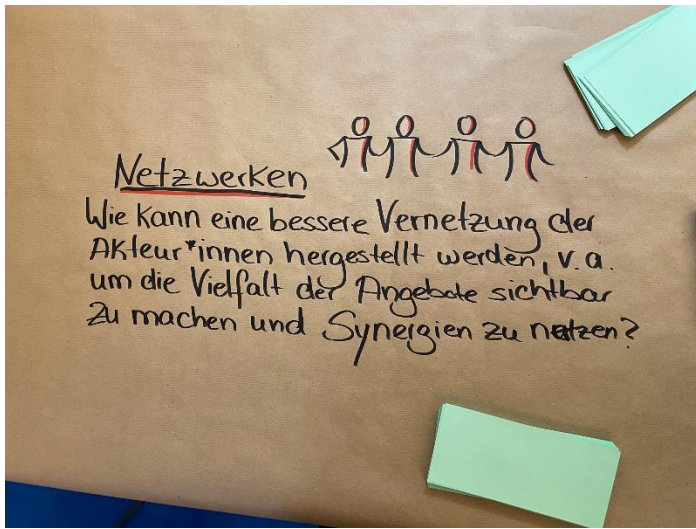 Netzwerken
Wie kann eine bessere Vernetzung der
Akteur*innen hergestellt werden, v.a.
um die Vielfalt der Angebote sichtbar
zu machen und Synergien zu nutzen?